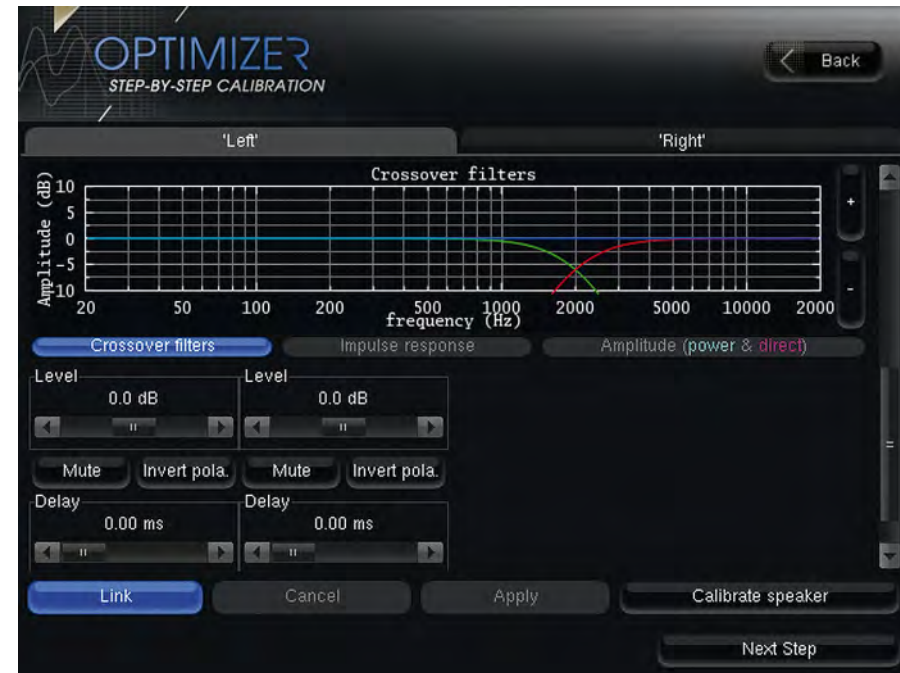 OPTIMIZER
STEP-BY-STEP CALIBRATION
Back
'Left' 'Right'
Crossover filters
Amplitude (dB)
10
5
0
-5
-10
20 50 100 200 500 1000 2000 5000 10000 2000
frequency (Hz)
+
-
Crossover filters Impulse response Amplitude (power & direct)
Level Level
0.0 dB 0.0 dB
Mute Invert pola. Mute Invert pola.
Delay Delay
0.00 ms 0.00 ms
Link Cancel Apply Calibrate speaker
Next Step